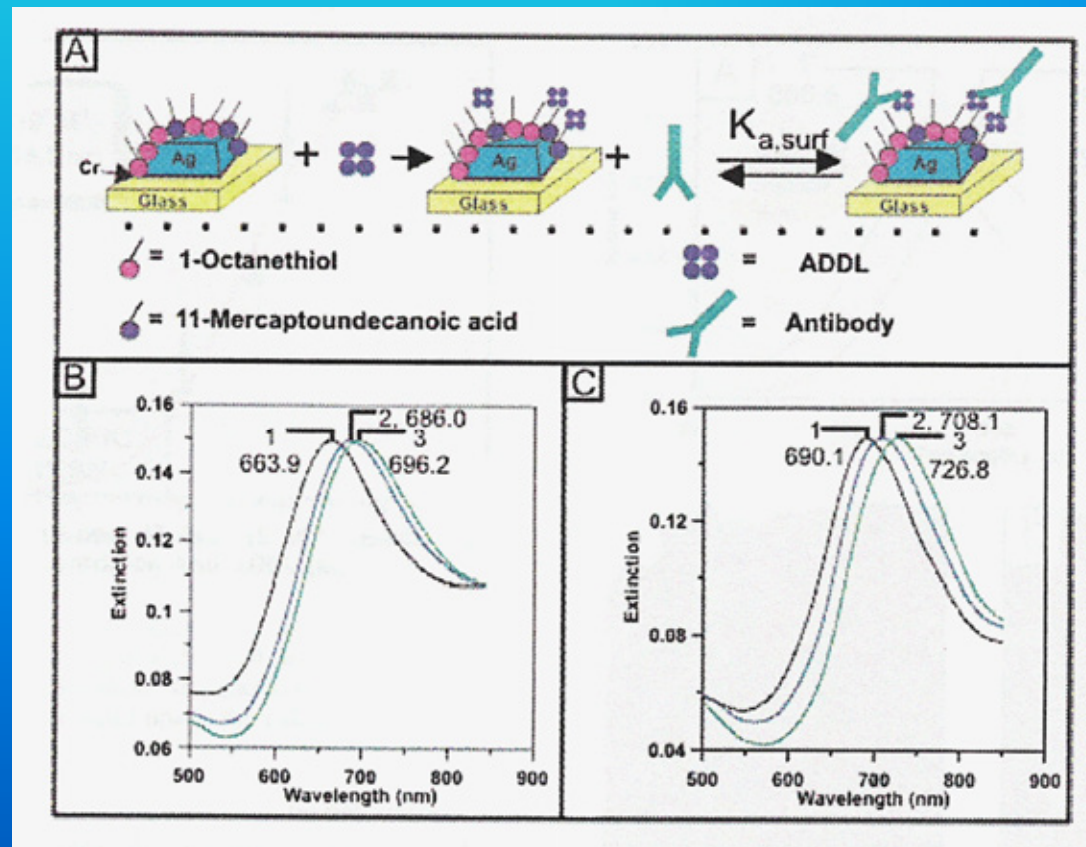 A
Ag
Cr
Glass
+
+
Ag
Glass
K a,surf
Ag
Glass
= 1-Octanethiol
= ADDL
= 11-Mercaptoundecanoic acid
= Antibody
B
0.16
0.14
0.12
0.1
0.08
0.06
Extinction
1
663.9
2, 686.0
3
696.2
500
600
700
800
900
Wavelength (nm)
C
0.16
0.12
0.08
0.04
Extinction
1
690.1
2, 708.1
3
726.8
500
600
700
800
900
Wavelength (nm)